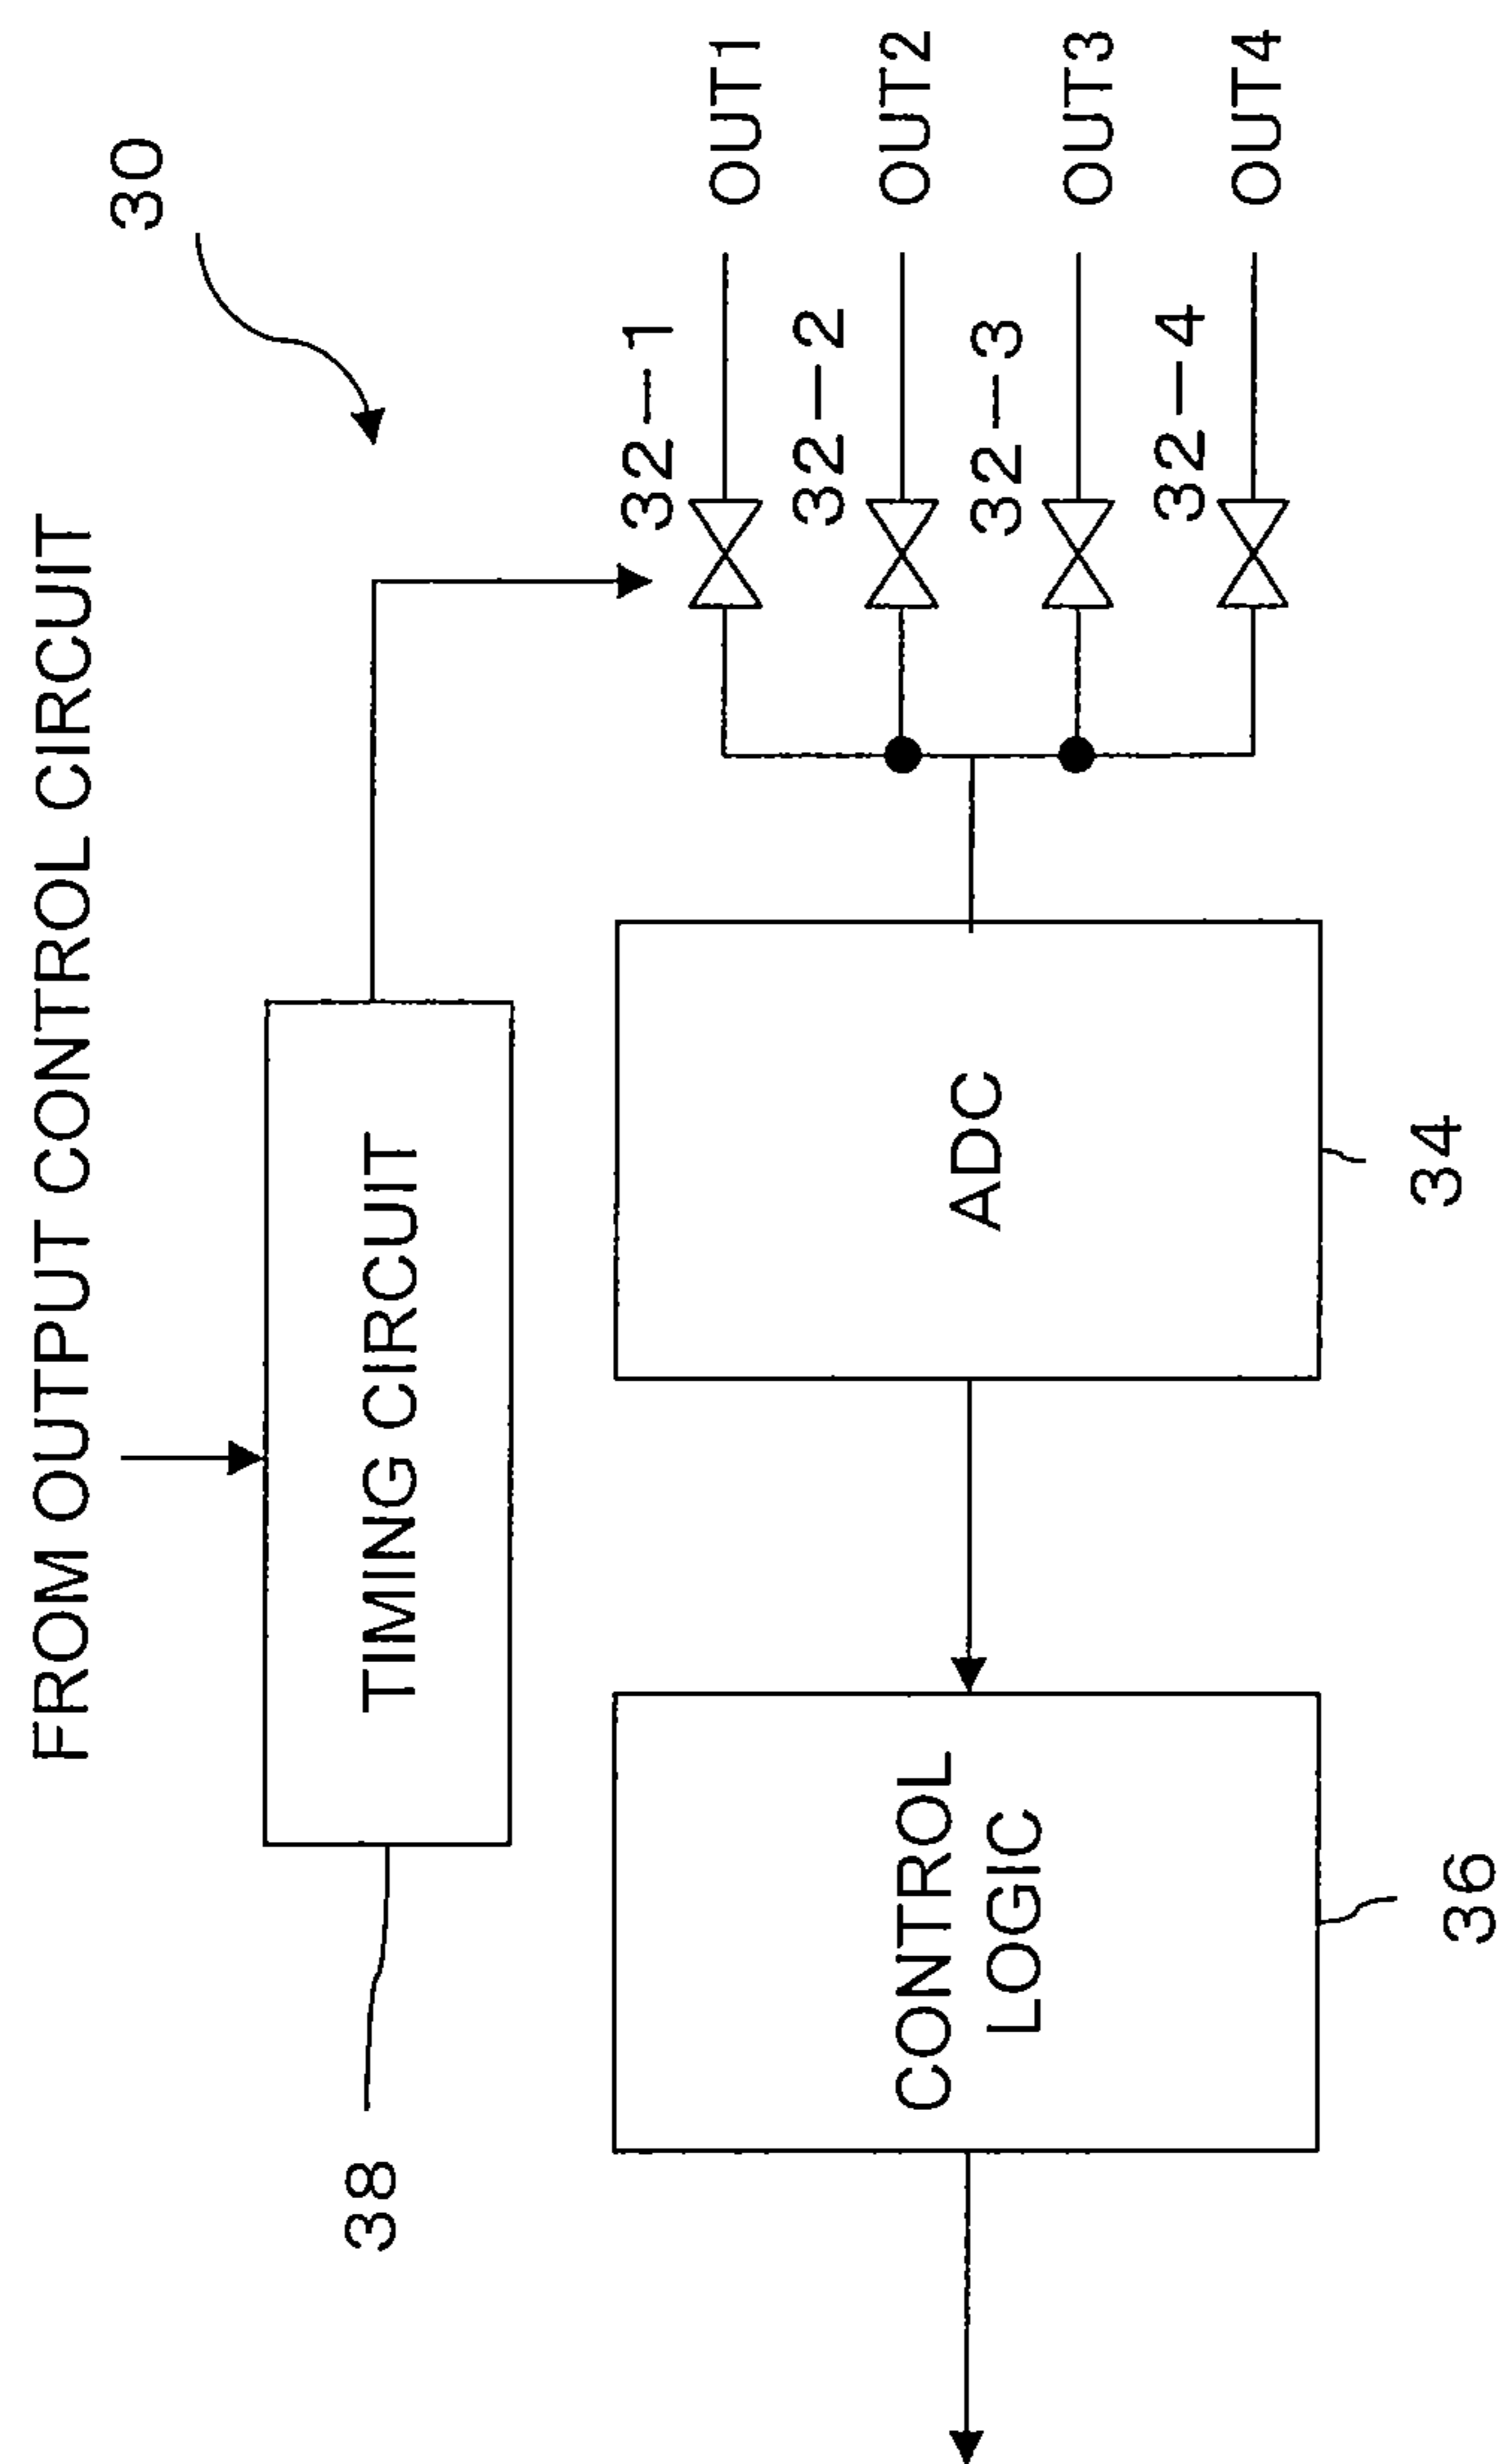 FROM OUTPUT CONTROL CIRCUIT
30
38
TIMING CIRCUIT
32-1
OUT1
32-2
OUT2
32-3
OUT3
32-4
OUT4
CONTROL
LOGIC
ADC
36
34